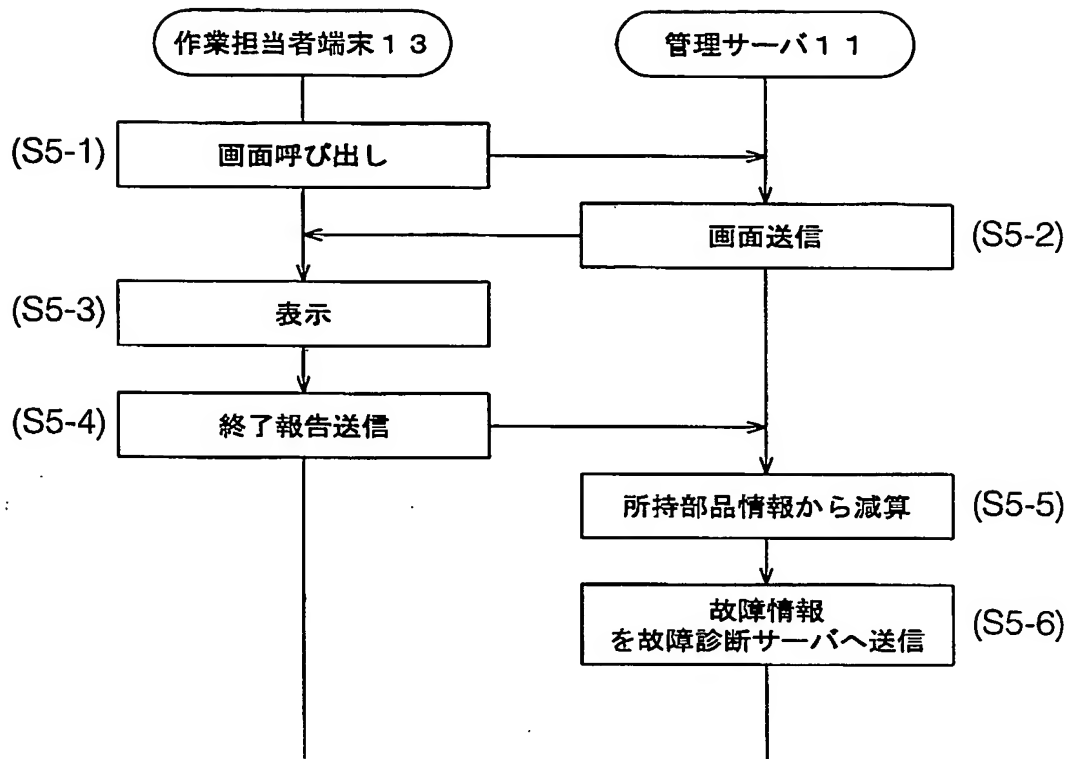 作業担当者端末１３
管理サーバ１１
(S5-1)
画面呼び出し
画面送信
(S5-2)
(S5-3)
表示
(S5-4)
終了報告送信
所持部品情報から減算
(S5-5)
故障情報
を故障診断サーバへ送信
(S5-6)